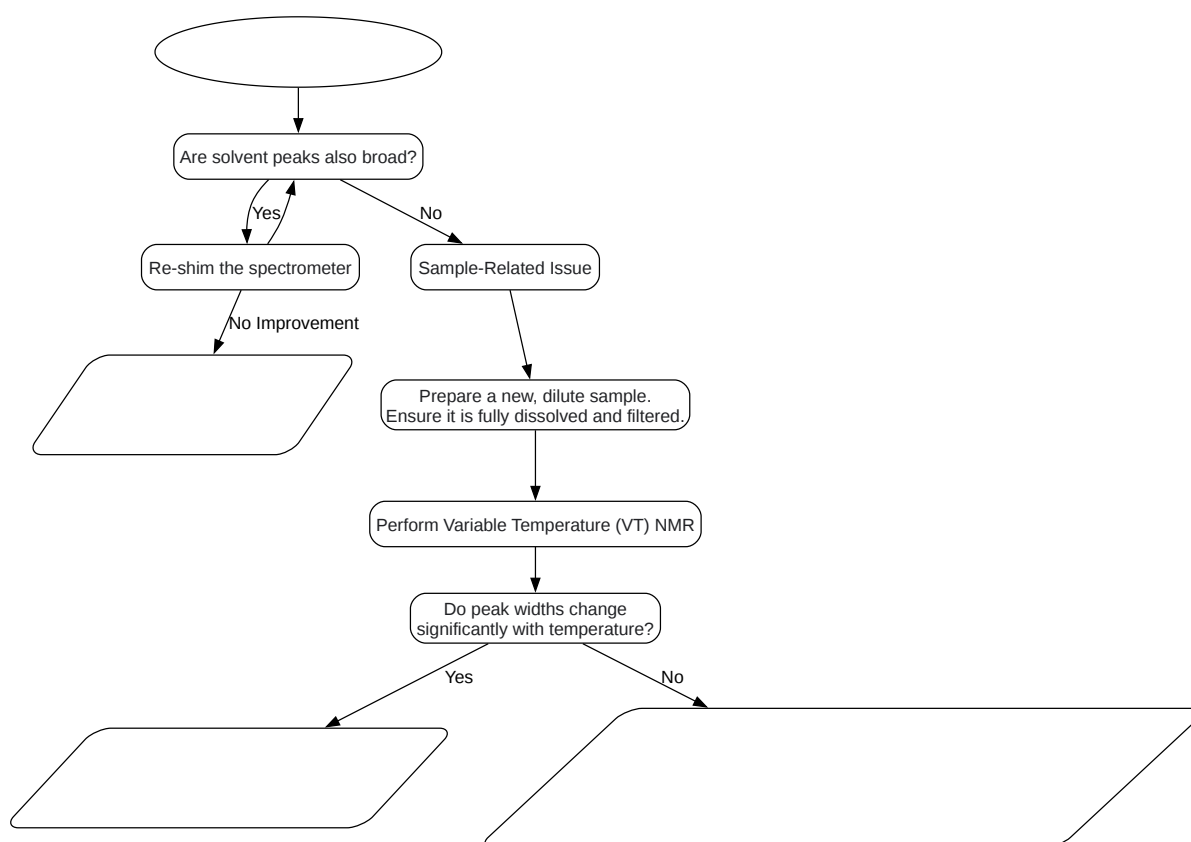 Are solvent peaks also broad?
Yes
No
Re-shim the spectrometer
Sample-Related Issue
No Improvement
Prepare a new, dilute sample.
Ensure it is fully dissolved and filtered.
Perform Variable Temperature (VT) NMR
Do peak widths change
significantly with temperature?
Yes
No